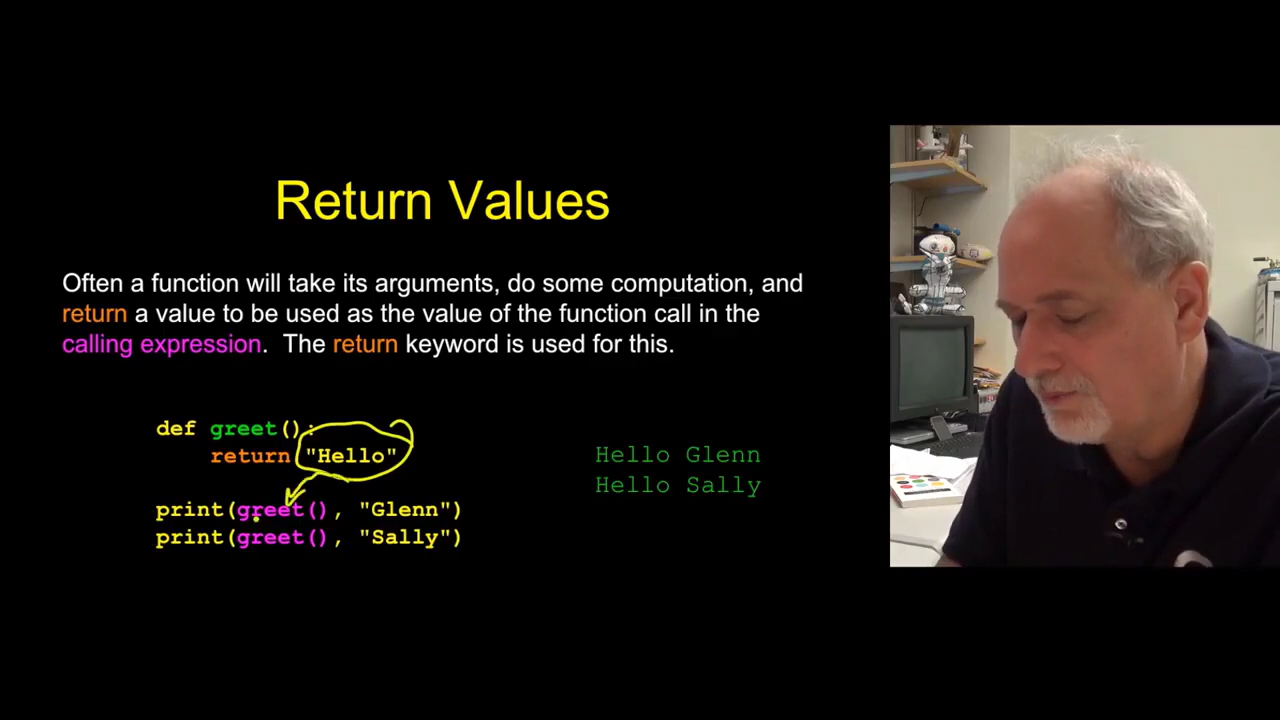 Return Values
Often a function will take its arguments, do some computation, and
return a value to be used as the value of the function call in the
calling expression.  The return keyword is used for this.
def greet():
    return "Hello"
print(greet(), "Glenn")
print(greet(), "Sally")
Hello Glenn
Hello Sally